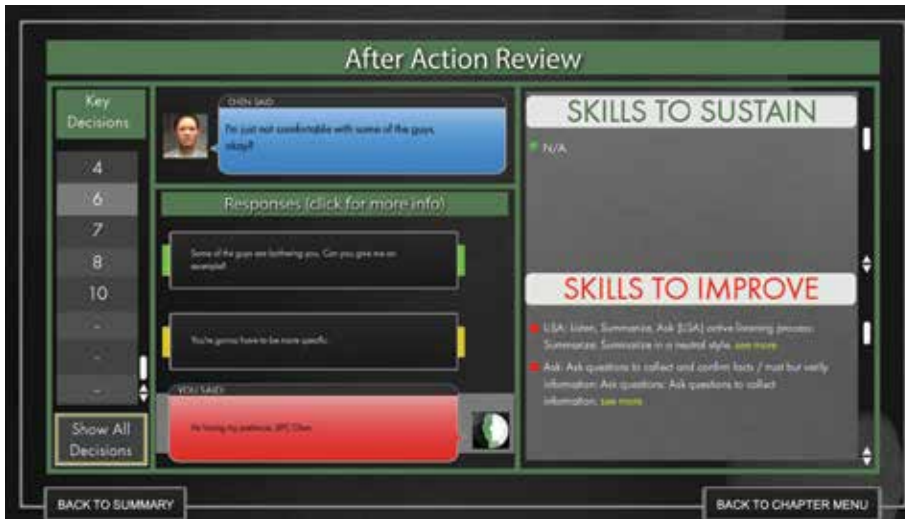 After Action Review
Key
Decisions
4
6
7
8
10
-
-
-
Show All
Decisions
CHEN SAID:
I'm just not comfortable with some of the guys,
okay?
Responses (click for more info)
Some of the guys are bothering you. Can you give me an
example?
You're gonna have to be more specific.
YOU SAID:
my patience, SPC Chen.
SKILLS TO SUSTAIN
N/A
SKILLS TO IMPROVE
LSA: Listen, Summarize, Ask [LSA] active listening process:
Summarize: Summarize in a neutral style. see more
Ask: Ask questions to collect and confirm facts / trust but verify
information: Ask questions: Ask questions to collect
information. see more
BACK TO SUMMARY
BACK TO CHAPTER MENU